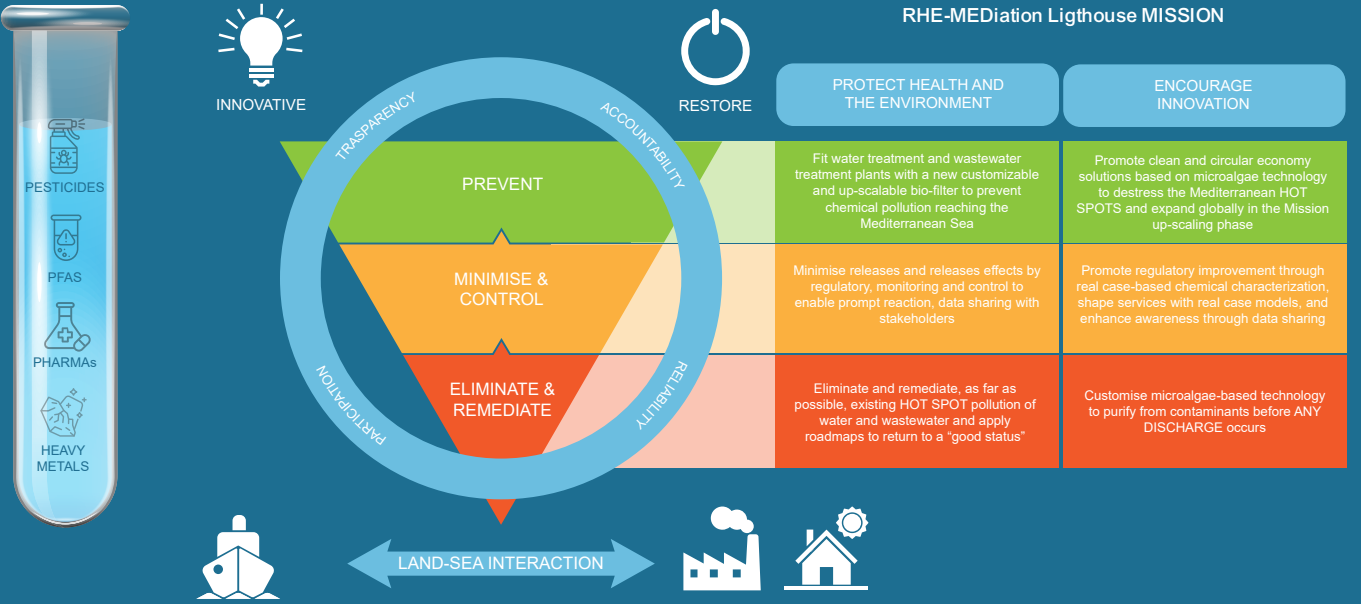 RHE-MEDiation Ligthouse MISSION
INNOVATIVE
RESTORE
PROTECT HEALTH AND
THE ENVIRONMENT
ENCOURAGE
INNOVATION
TRASPARENCY
ACCOUNTABILITY
PARTICIPATION
RELIABILITY
PESTICIDES
PFAS
PHARMAs
HEAVY
METALS
PREVENT
Fit water treatment and wastewater
treatment plants with a new customizable
and up-scalable bio-filter to prevent
chemical pollution reaching the
Mediterranean Sea
Promote clean and circular economy
solutions based on microalgae technology
to destress the Mediterranean HOT
SPOTS and expand globally in the Mission
up-scaling phase
MINIMISE &
CONTROL
Minimise releases and releases effects by
regulatory, monitoring and control to
enable prompt reaction, data sharing with
stakeholders
Promote regulatory improvement through
real case-based chemical characterization,
shape services with real case models, and
enhance awareness through data sharing
ELIMINATE &
REMEDIATE
Eliminate and remediate, as far as
possible, existing HOT SPOT pollution of
water and wastewater and apply
roadmaps to return to a “good status”
Customise microalgae-based technology
to purify from contaminants before ANY
DISCHARGE occurs
LAND-SEA INTERACTION